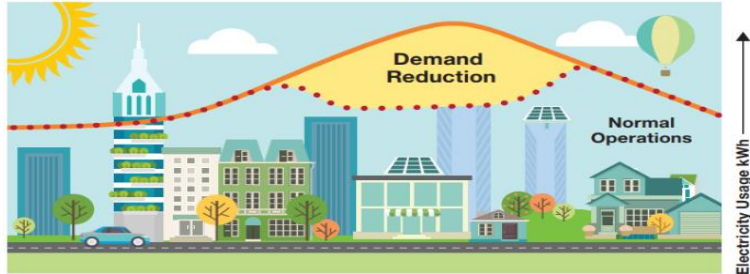 Demand
Reduction
Normal
Operations
Electricity Usage kWh